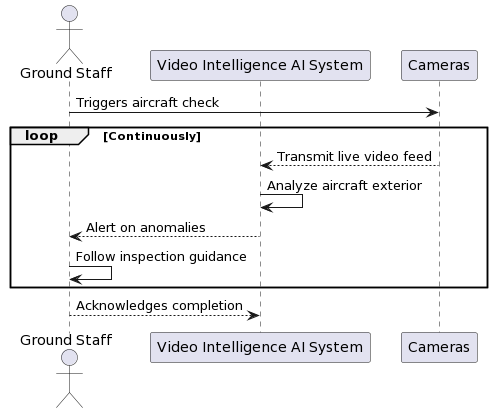 Ground Staff
Video Intelligence AI System
Cameras
Triggers aircraft check
loop
[Continuously]
Transmit live video feed
Analyze aircraft exterior
Alert on anomalies
Follow inspection guidance
Acknowledges completion
Ground Staff
Video Intelligence AI System
Cameras